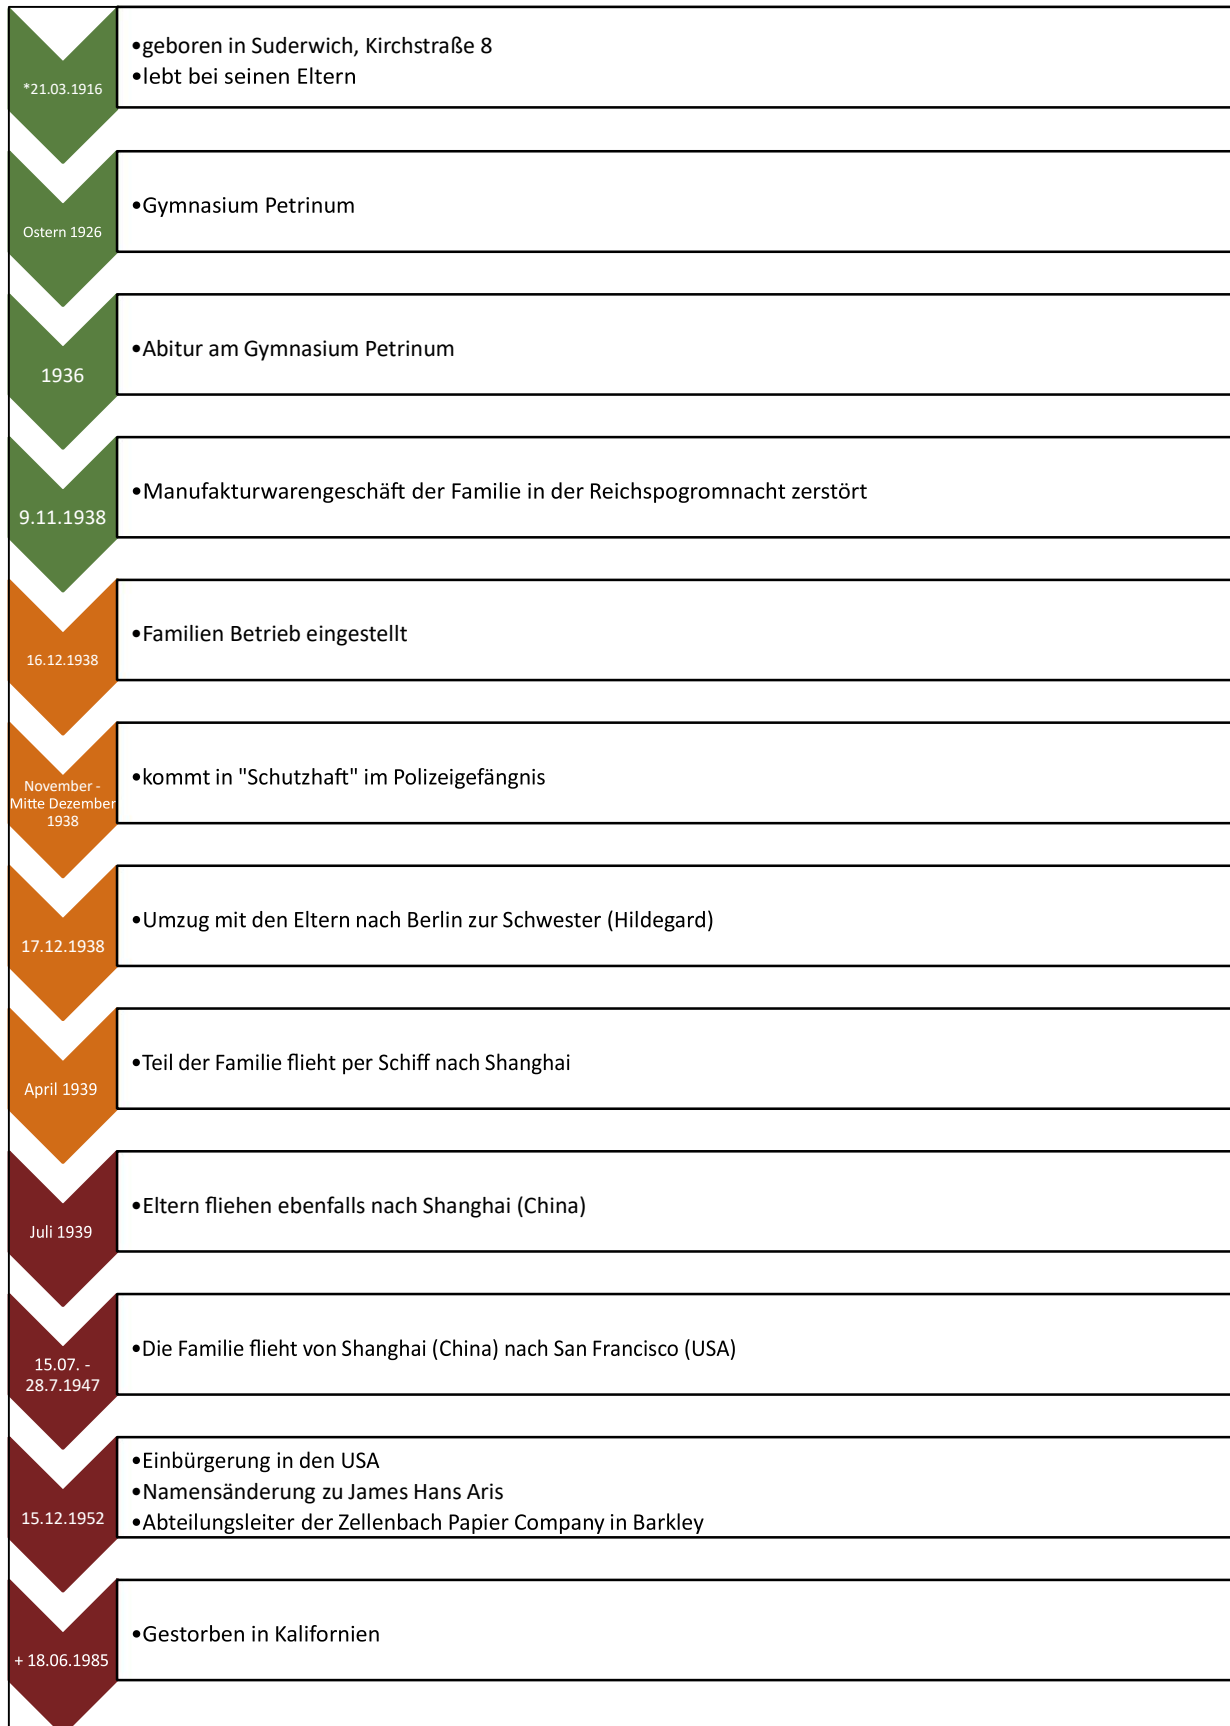 *21.03.1916
•geboren in Suderwich, Kirchstraße 8
•lebt bei seinen Eltern
Ostern 1926
•Gymnasium Petrinum
1936
•Abitur am Gymnasium Petrinum
9.11.1938
•Manufakturwarengeschäft der Familie in der Reichspogromnacht zerstört
16.12.1938
•Familien Betrieb eingestellt
November -
Mitte Dezember
1938
•kommt in "Schutzhaft" im Polizeigefängnis
17.12.1938
•Umzug mit den Eltern nach Berlin zur Schwester (Hildegard)
April 1939
•Teil der Familie flieht per Schiff nach Shanghai
Juli 1939
•Eltern fliehen ebenfalls nach Shanghai (China)
15.07. -
28.7.1947
•Die Familie flieht von Shanghai (China) nach San Francisco (USA)
15.12.1952
•Einbürgerung in den USA
•Namensänderung zu James Hans Aris
•Abteilungsleiter der Zellenbach Papier Company in Barkley
+ 18.06.1985
•Gestorben in Kalifornien